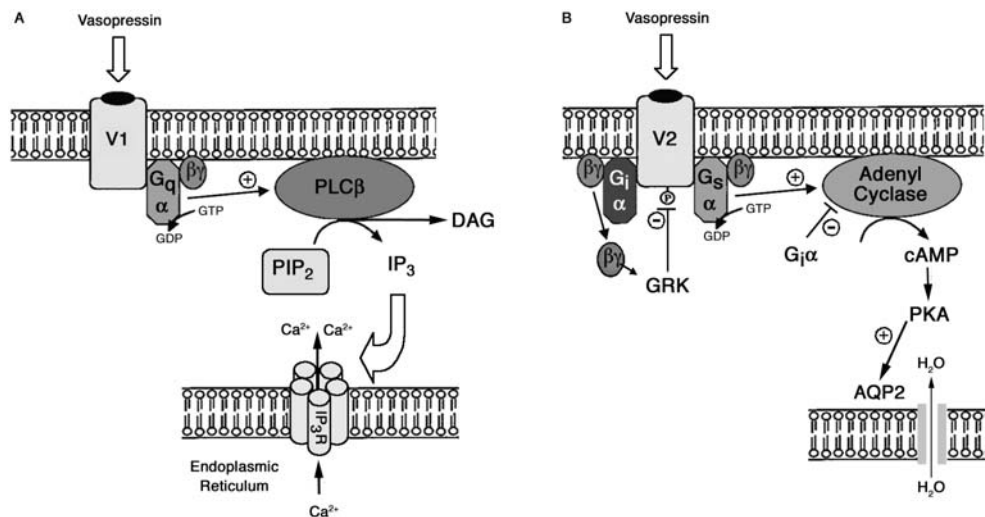 A
Vasopressin
V1
Gq
α
βγ
+
GTP
GDP
PLCβ
DAG
PIP2
IP3
Ca2+
Ca2+
IP3R
Endoplasmic
Reticulum
Ca2+
B
Vasopressin
βγ
Gi
α
V2
P
−
Gs
α
βγ
+
GTP
GDP
Adenyl
Cyclase
−
Giα
βγ
GRK
cAMP
PKA
+
H2O
AQP2
H2O